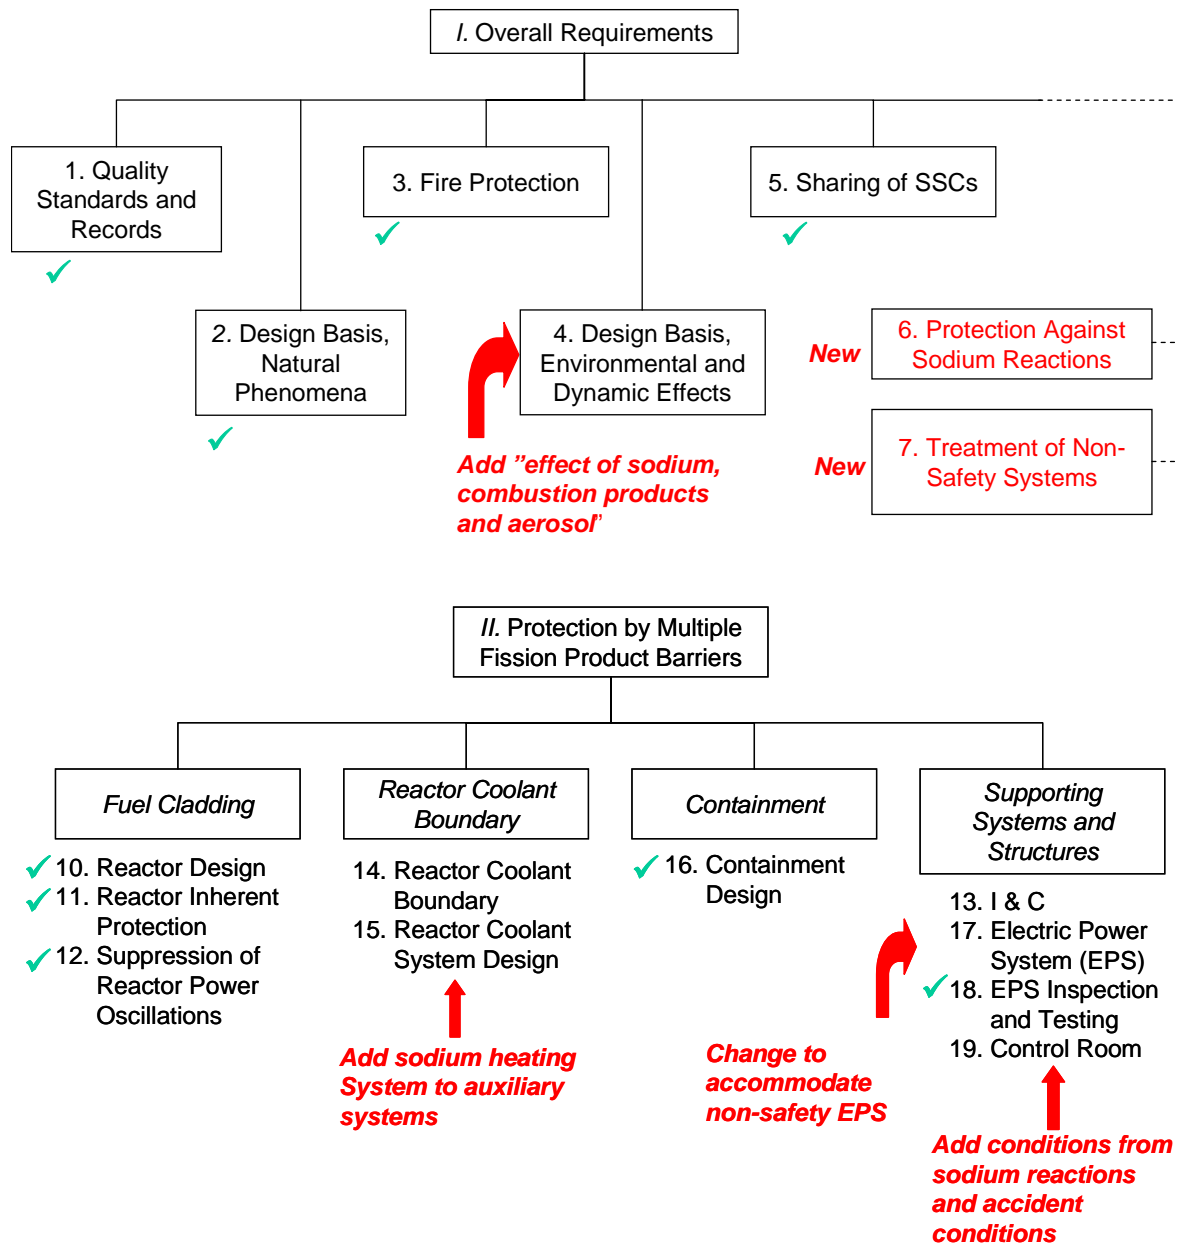 I. Overall Requirements
1. Quality
Standards and
Records
3. Fire Protection
5. Sharing of SSCs
2. Design Basis,
Natural
Phenomena
4. Design Basis,
Environmental and
Dynamic Effects
New
6. Protection Against
Sodium Reactions
New
7. Treatment of Non-
Safety Systems
Add ”effect of sodium,
combustion products
and aerosol’
II. Protection by Multiple
Fission Product Barriers
Fuel Cladding
10. Reactor Design
11. Reactor Inherent
Protection
12. Suppression of
Reactor Power
Oscillations
Reactor Coolant
Boundary
14. Reactor Coolant
Boundary
15. Reactor Coolant
System Design
Add sodium heating
System to auxiliary
systems
Containment
16. Containment
Design
Supporting
Systems and
Structures
13. I & C
17. Electric Power
System (EPS)
18. EPS Inspection
and Testing
19. Control Room
Change to
accommodate
non-safety EPS
Add conditions from
sodium reactions
and accident
conditions